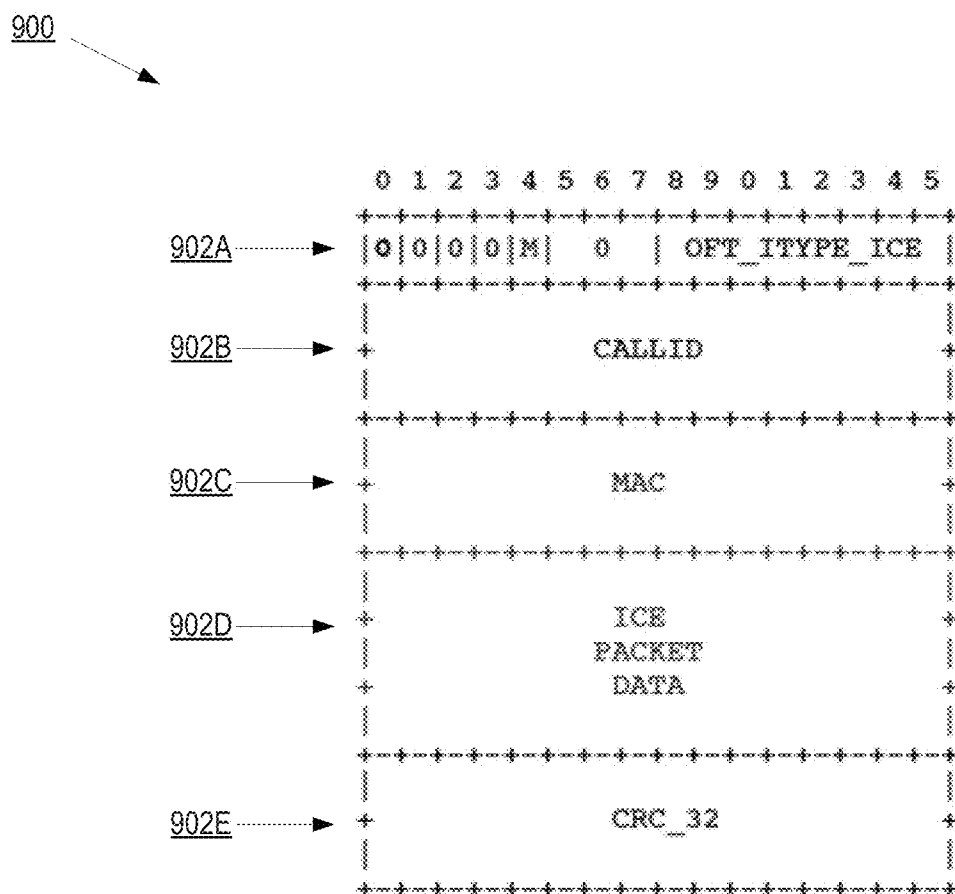 900
0 1 2 3 4 5 6 7 8 9 0 1 2 3 4 5
+-+-+-+-+-+-+-+-+-+-+-+-+-+-+-+-+
902A |0|0|0|0|M| 0 | OFT_ITYPE_ICE |
+-+-+-+-+-+-+-+-+-+-+-+-+-+-+-+-+
| |
902B + CALLID +
| |
+-+-+-+-+-+-+-+-+-+-+-+-+-+-+-+-+
| |
902C + MAC +
| |
+-+-+-+-+-+-+-+-+-+-+-+-+-+-+-+-+
| |
902D + ICE +
| PACKET |
+ DATA +
| |
+-+-+-+-+-+-+-+-+-+-+-+-+-+-+-+-+
| |
902E + CRC_32 +
| |
+-+-+-+-+-+-+-+-+-+-+-+-+-+-+-+-+